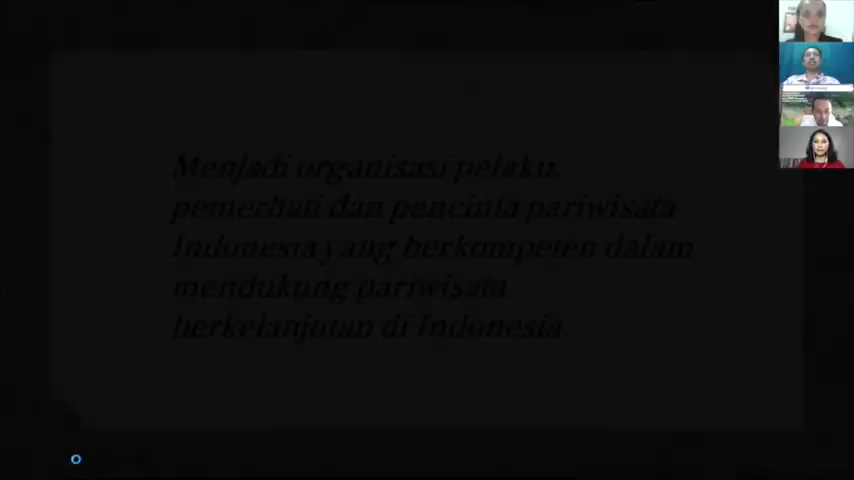 Menjadi organisasi pelaku,
pemerhati dan pencinta pariwisata
Indonesia yang berkompeten dalam
mendukung pariwisata
berkelanjutan di Indonesia.